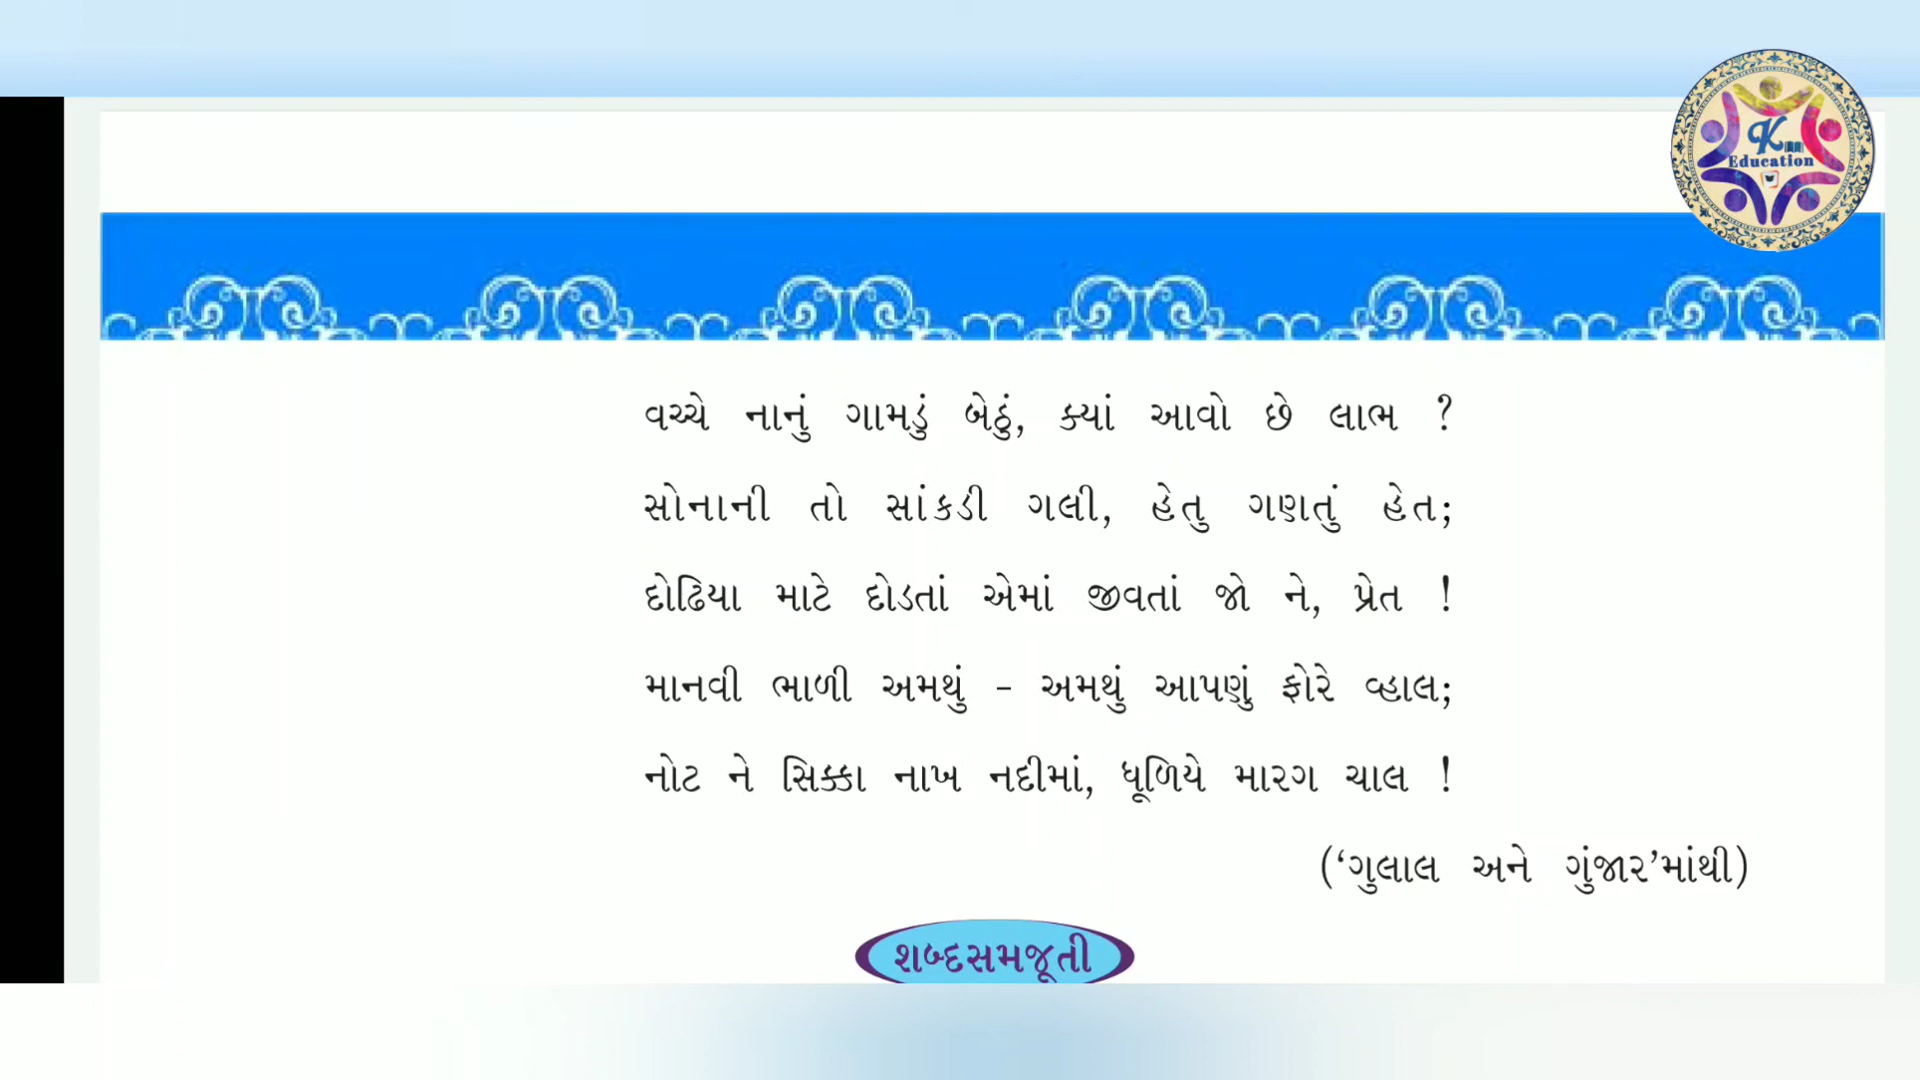 K
Education
વચ્ચે નાનું ગામડું બેઠું, ક્યાં આવો છે લાભ ?
સોનાની તો સાંકડી ગલી, હેતુ ગણતું હેત;
દોઢિયા માટે દોડતાં એમાં જીવતાં જો ને, પ્રેત !
માનવી ભાળી અમથું - અમથું આપણું ફોરે વ્હાલ;
નોટ ને સિક્કા નાખ નદીમાં, ધૂળિયે મારગ ચાલ !
(‘ગુલાલ અને ગુંજાર’માંથી)
શબ્દસમજૂતી